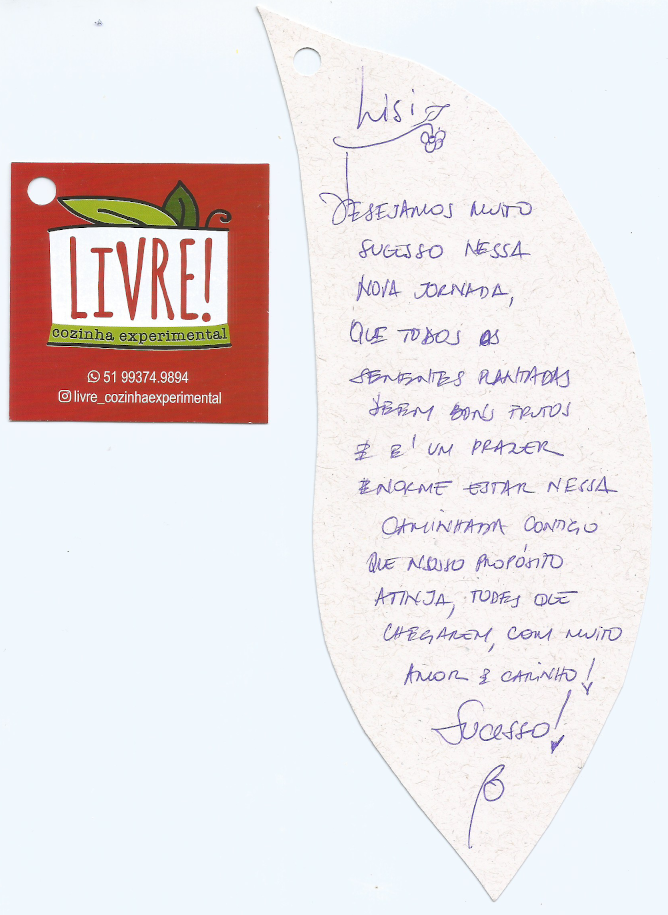 LIVRE!
cozinha experimental
51 99374.9894
livre_cozinhaexperimental
Lisi
DESEJAMOS MUITO
SUCESSO NESSA
NOVA JORNADA,
QUE TODOS AS
SEMENTES PLANTADAS
DEEM BONS FRUTOS
E E' UM PRAZER
ENORME ESTAR NESSA
CAMINHADA CONTIGO
QUE NOSSO PROPÓSITO
ATINJA, TODES QUE
CHEGAREM, COM MUITO
AMOR E CARINHO!
Sucesso!